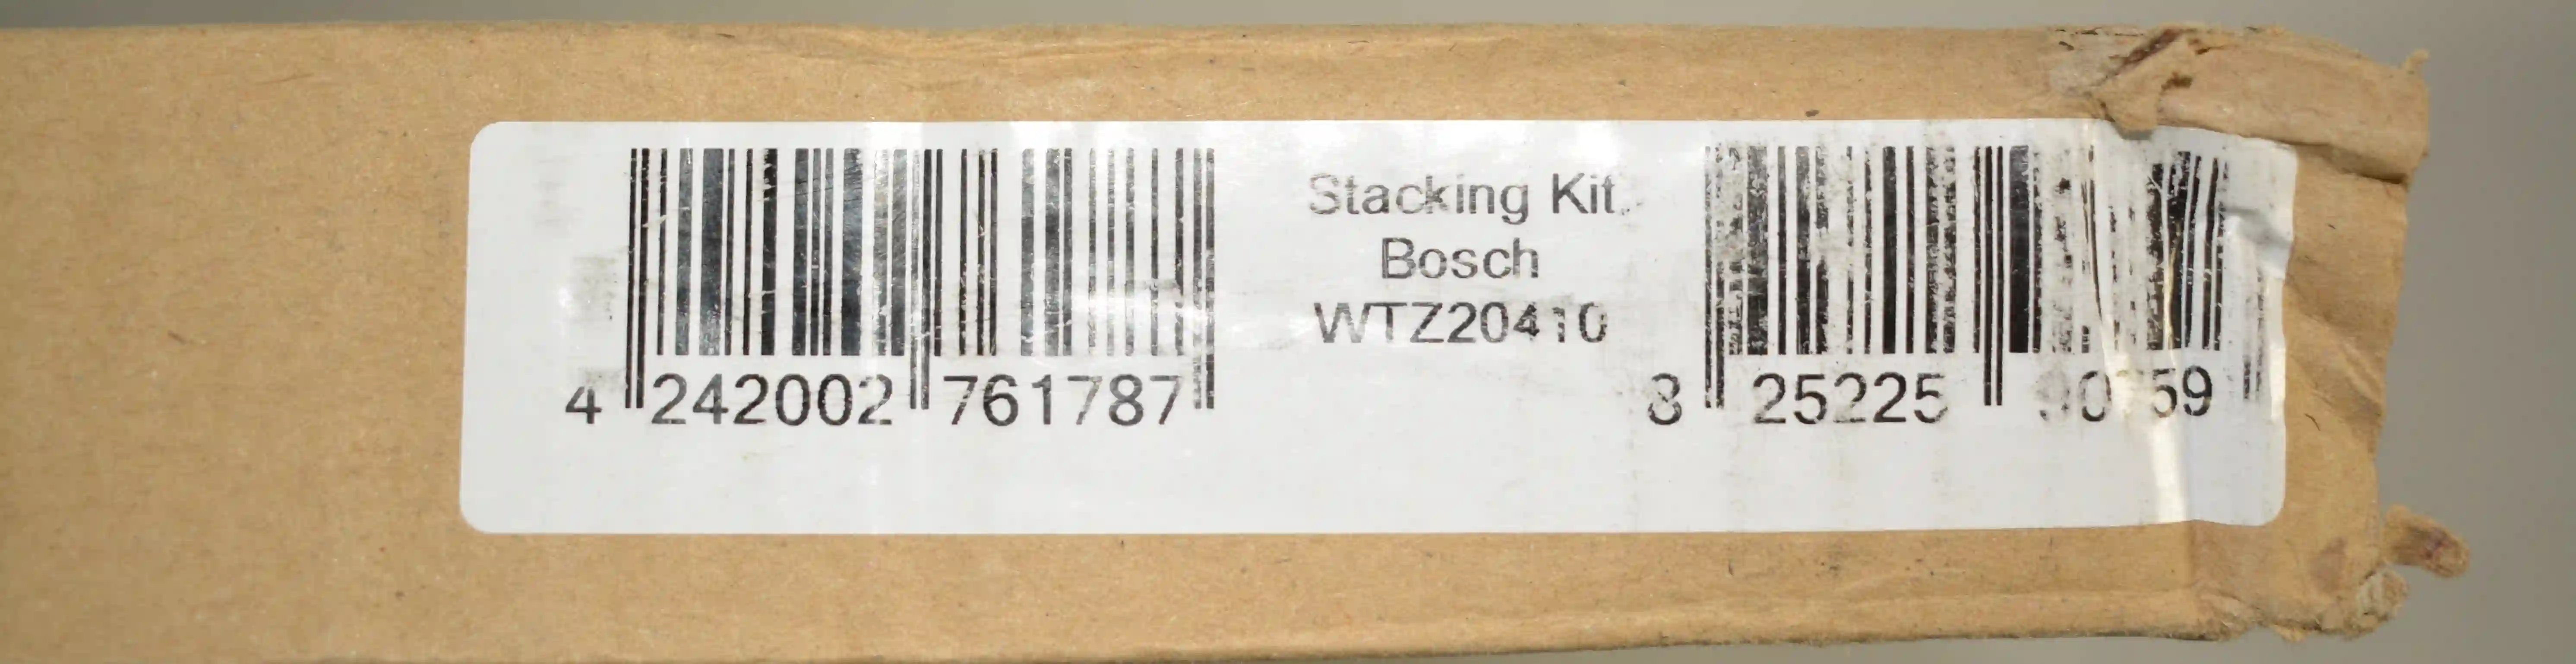 4 242002 761787
Stacking Kit
Bosch
WTZ20410
8 25225